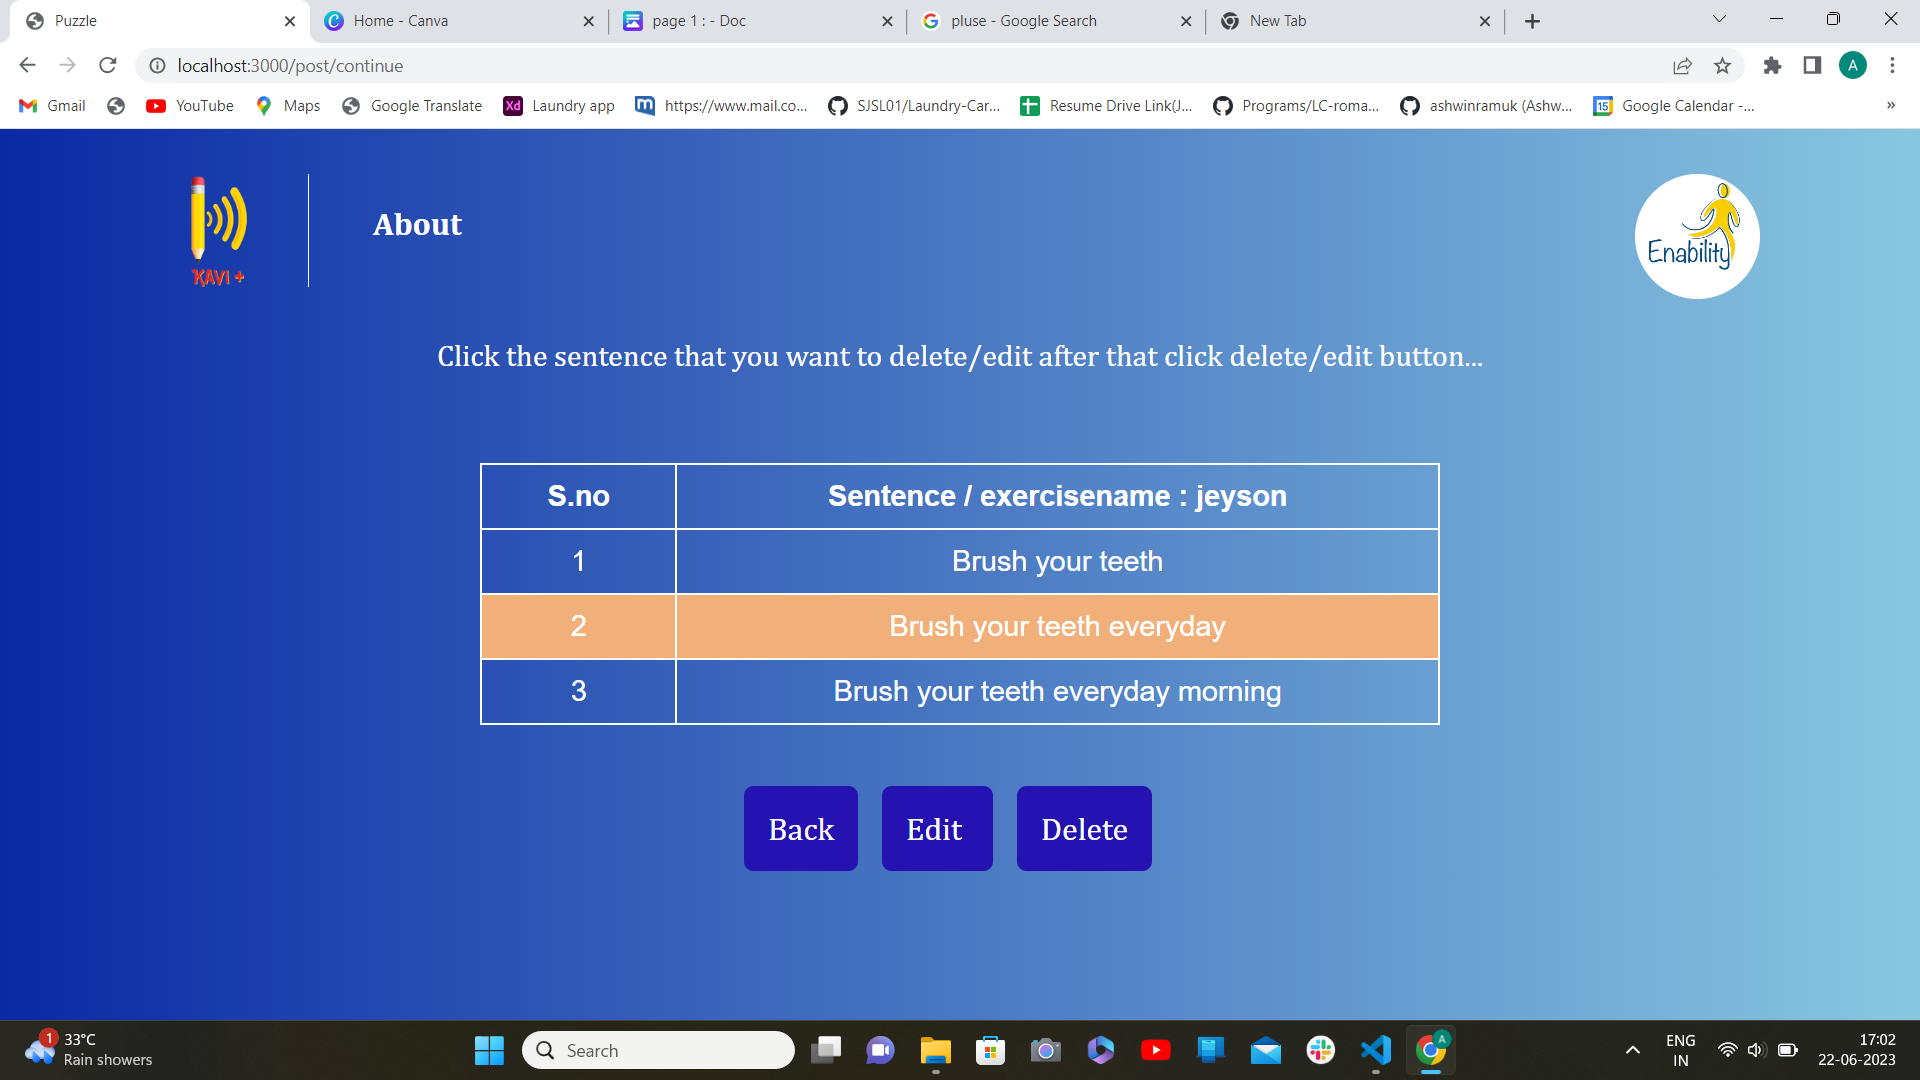 Puzzle
Home - Canva
page 1 : - Doc
pluse - Google Search
New Tab
localhost:3000/post/continue
A
Gmail
YouTube
Maps
Google Translate
Xd Laundry app
https://www.mail.co...
SJSL01/Laundry-Car...
Resume Drive Link(J...
Programs/LC-roma...
ashwinramuk (Ashw...
15 Google Calendar -...
»
KAVI +
About
Enability
Click the sentence that you want to delete/edit after that click delete/edit button...
S.no Sentence / exercisename : jeyson
1 Brush your teeth
2 Brush your teeth everyday
3 Brush your teeth everyday morning
Back Edit Delete
1
33°C
Rain showers
Search
A
ENG
IN
17:02
22-06-2023